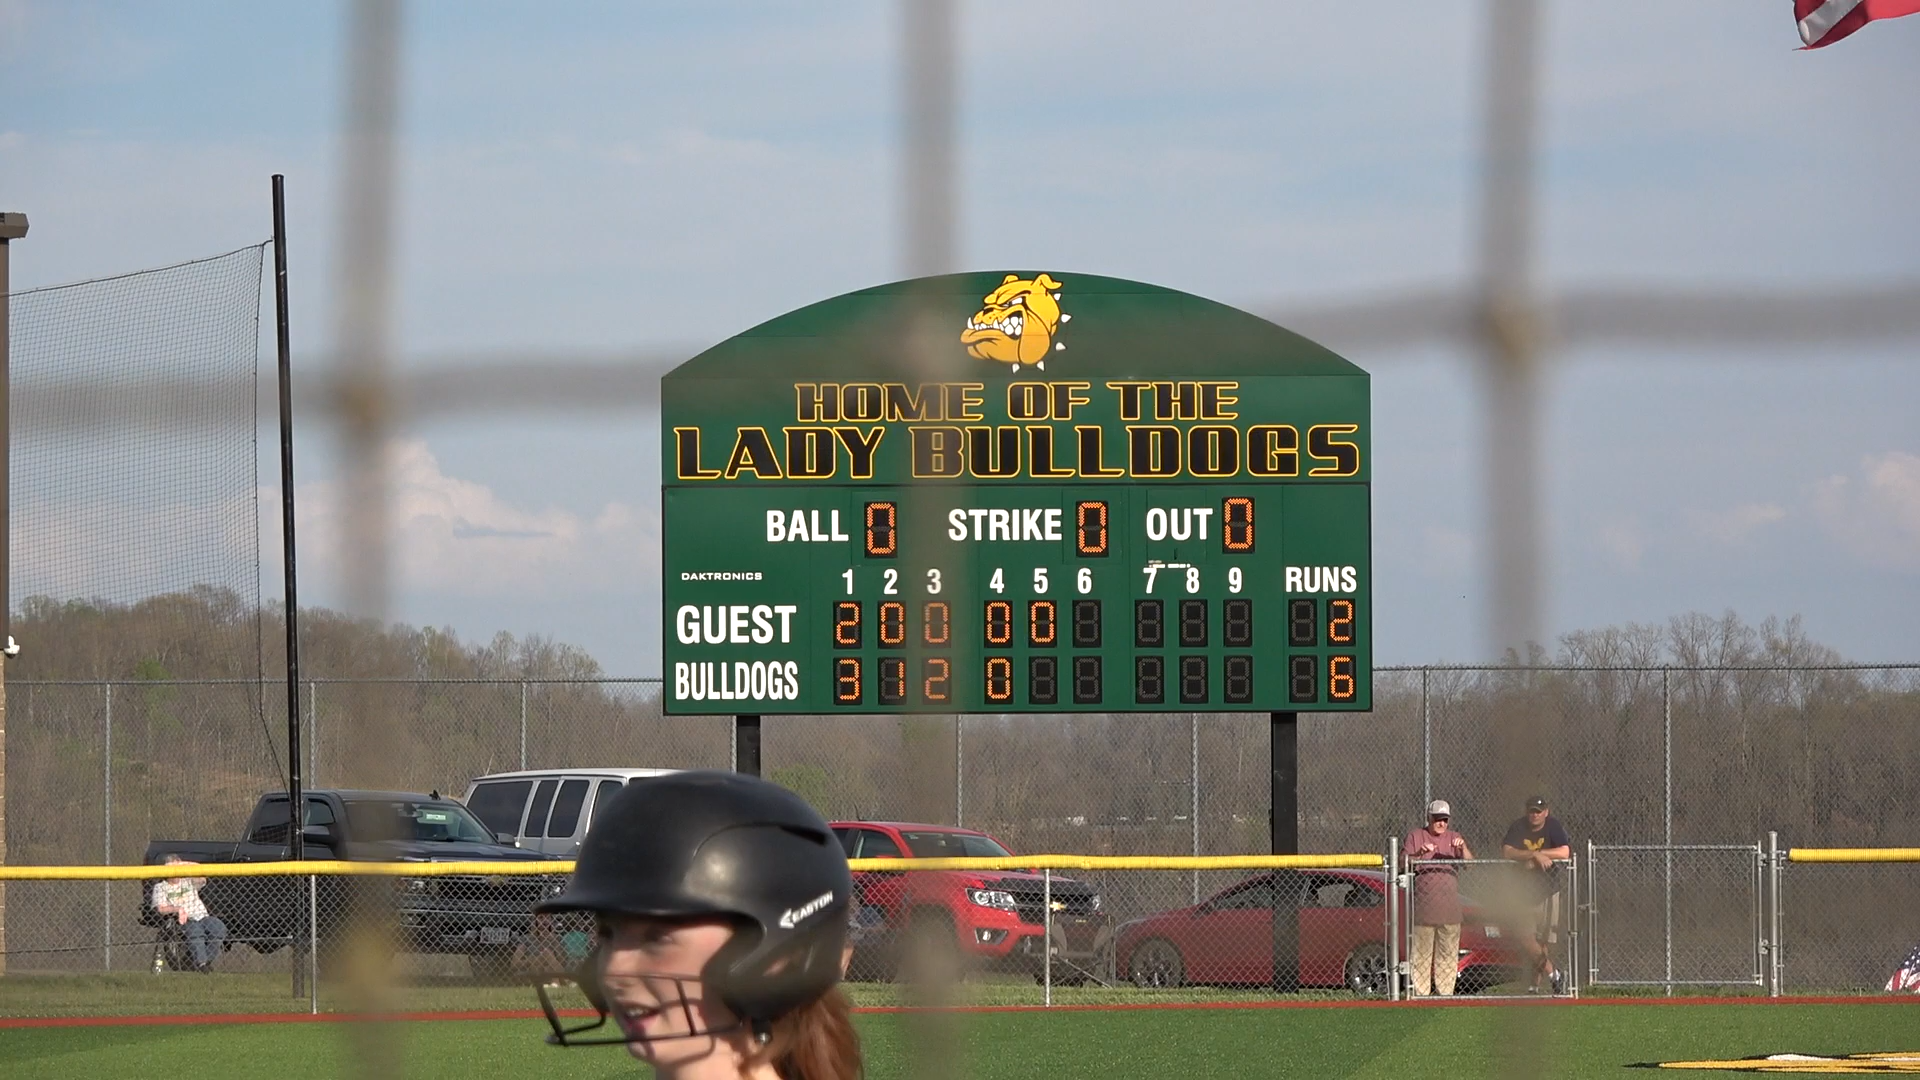 HOME OF THE
LADY BULLDOGS
BALL 0 STRIKE 0 OUT 0
DAKTRONICS 1 2 3 4 5 6 7 8 9 RUNS
GUEST 2 0 0 0 0 2
BULLDOGS 3 1 2 0 6
EASTON